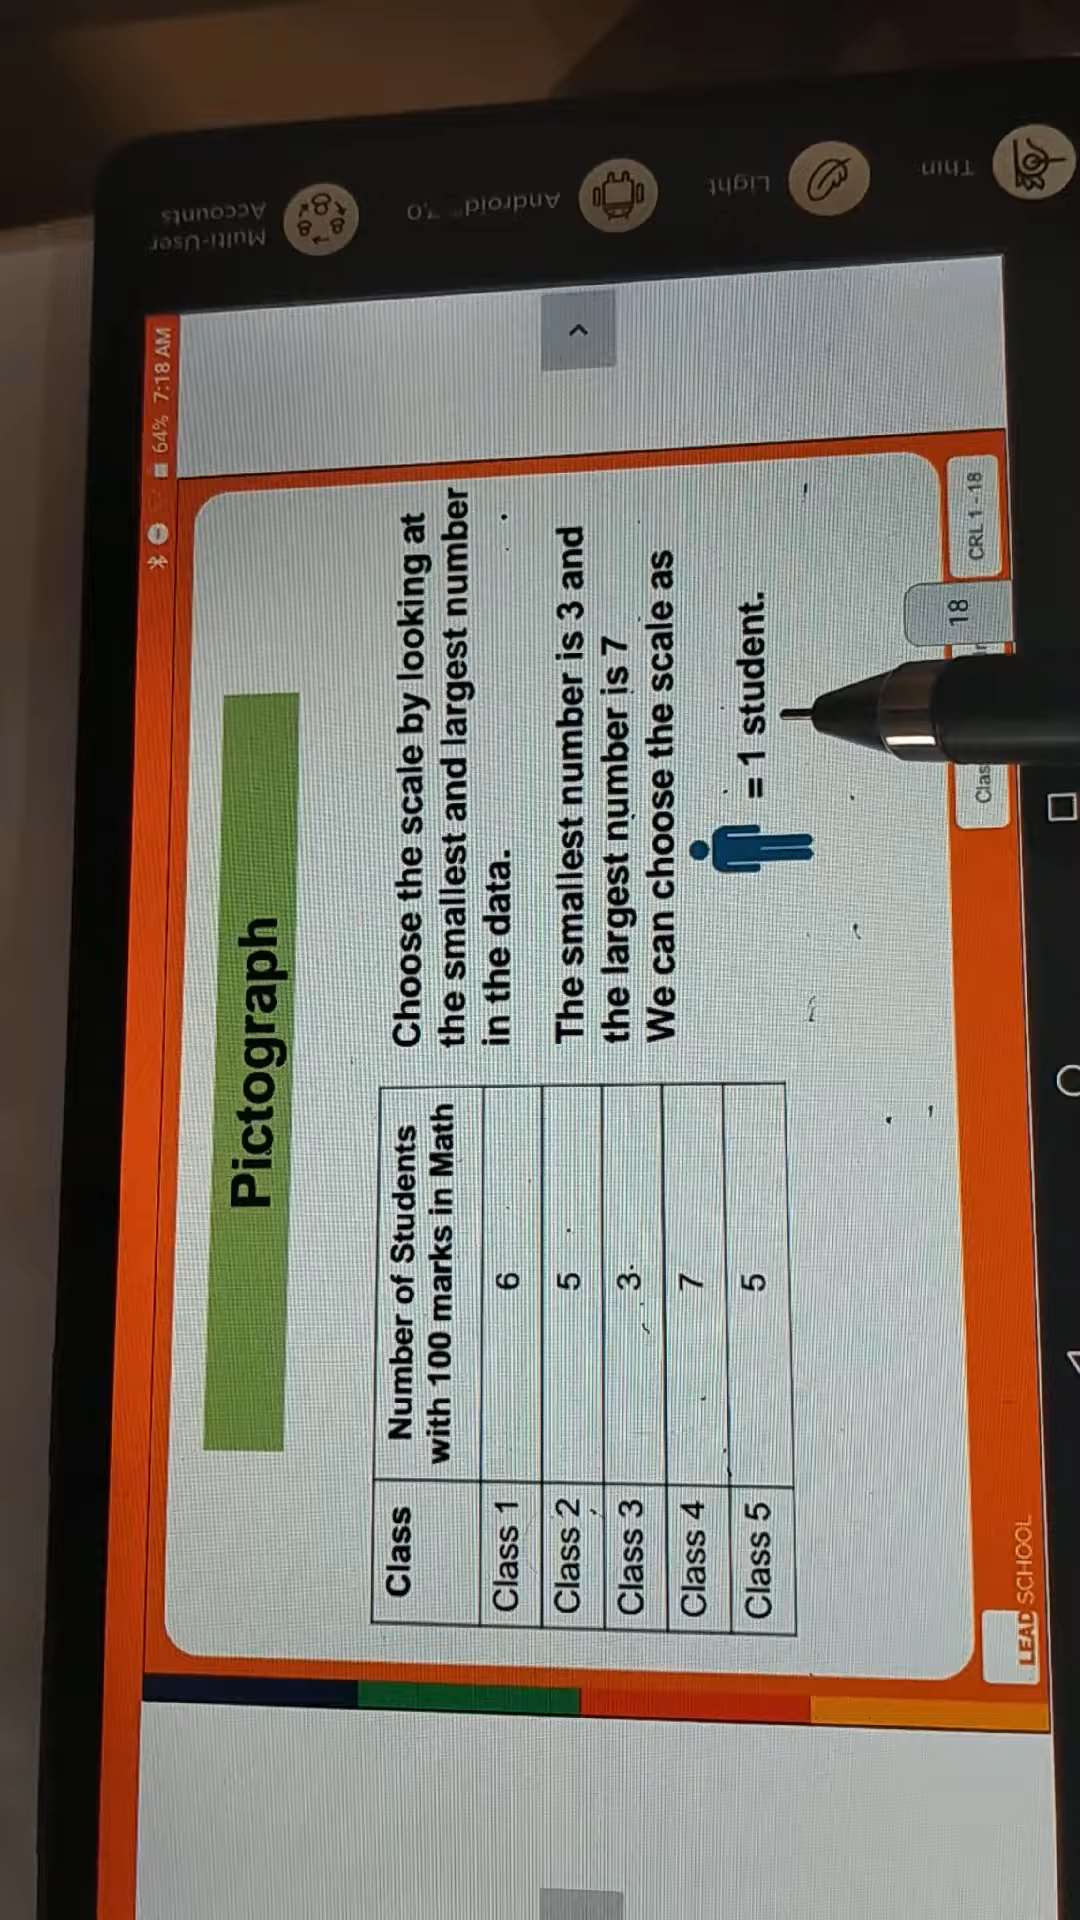 Multi-User
Accounts
Android™ 7.0
Light
Thin
64% 7:18 AM
Pictograph
Class
Number of Students
with 100 marks in Math
Class 1 6
Class 2 5
Class 3 3
Class 4 7
Class 5 5
Choose the scale by looking at
the smallest and largest number
in the data.
The smallest number is 3 and
the largest number is 7
We can choose the scale as
= 1 student.
LEAD SCHOOL
18
CRL 1 - 18